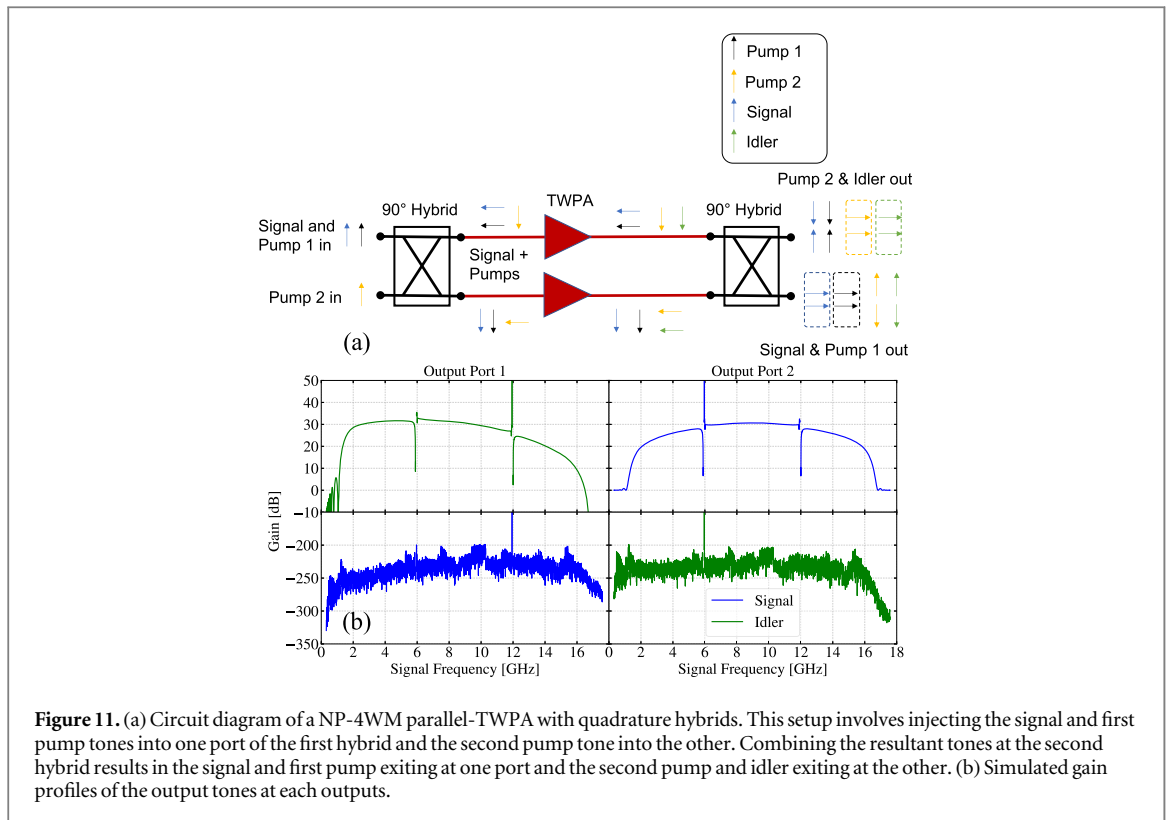 Pump 1
Pump 2
Signal
Idler
Pump 2 & Idler out
TWPA
90° Hybrid
90° Hybrid
Signal and
Pump 1 in
Signal +
Pumps
Pump 2 in
(a)
Signal & Pump 1 out
Output Port 1
Output Port 2
50
40
30
20
10
0
−10
Gain [dB]
−200
−250
−300
−350
(b)
Signal
Idler
0 2 4 6 8 10 12 14 16
0 2 4 6 8 10 12 14 16 18
Signal Frequency [GHz]
Signal Frequency [GHz]
Figure 11. (a) Circuit diagram of a NP-4WM parallel-TWPA with quadrature hybrids. This setup involves injecting the signal and first
pump tones into one port of the first hybrid and the second pump tone into the other. Combining the resultant tones at the second
hybrid results in the signal and first pump exiting at one port and the second pump and idler exiting at the other. (b) Simulated gain
profiles of the output tones at each outputs.